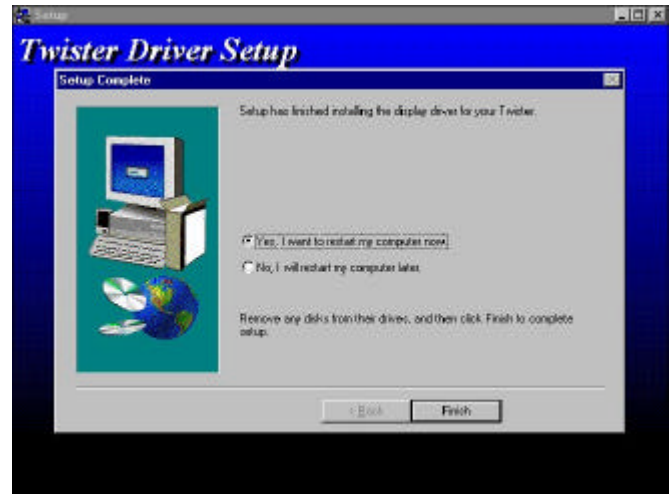 Setup
Twister Driver Setup
Setup Complete
Setup has finished installing the display driver for your Twister.
Yes, I want to restart my computer now.
No, I will restart my computer later.
Remove any disks from their drives, and then click Finish to complete
setup.
< Back
Finish